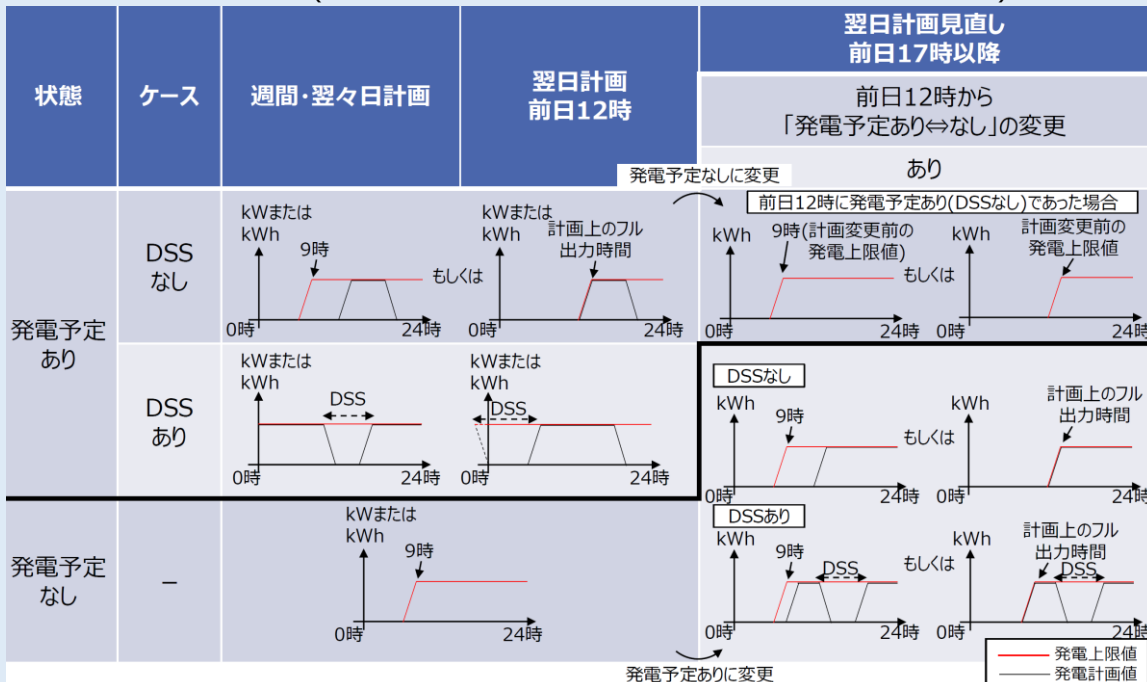 状態
ケース
週間・翌々日計画
翌日計画
前日12時
翌日計画見直し
前日17時以降
前日12時から
「発電予定あり⇔なし」の変更
あり
発電予定なしに変更
発電予定
あり
DSS
なし
kWまたは
kWh
9時
0時
24時
もしくは
kWまたは
kWh
計画上のフル
出力時間
0時
24時
前日12時に発電予定あり(DSSなし)であった場合
kWh
9時(計画変更前の
発電上限値)
0時
24時
もしくは
kWh
計画変更前の
発電上限値
0時
24時
DSS
あり
kWまたは
kWh
DSS
0時
24時
kWまたは
kWh
DSS
0時
24時
DSSなし
kWh
9時
0時
24時
もしくは
kWh
計画上のフル
出力時間
0時
24時
発電予定
なし
–
kWまたは
kWh
9時
0時
24時
DSSあり
kWh
9時
DSS
0時
24時
もしくは
kWh
計画上のフル
出力時間
DSS
0時
24時
発電予定ありに変更
発電上限値
発電計画値